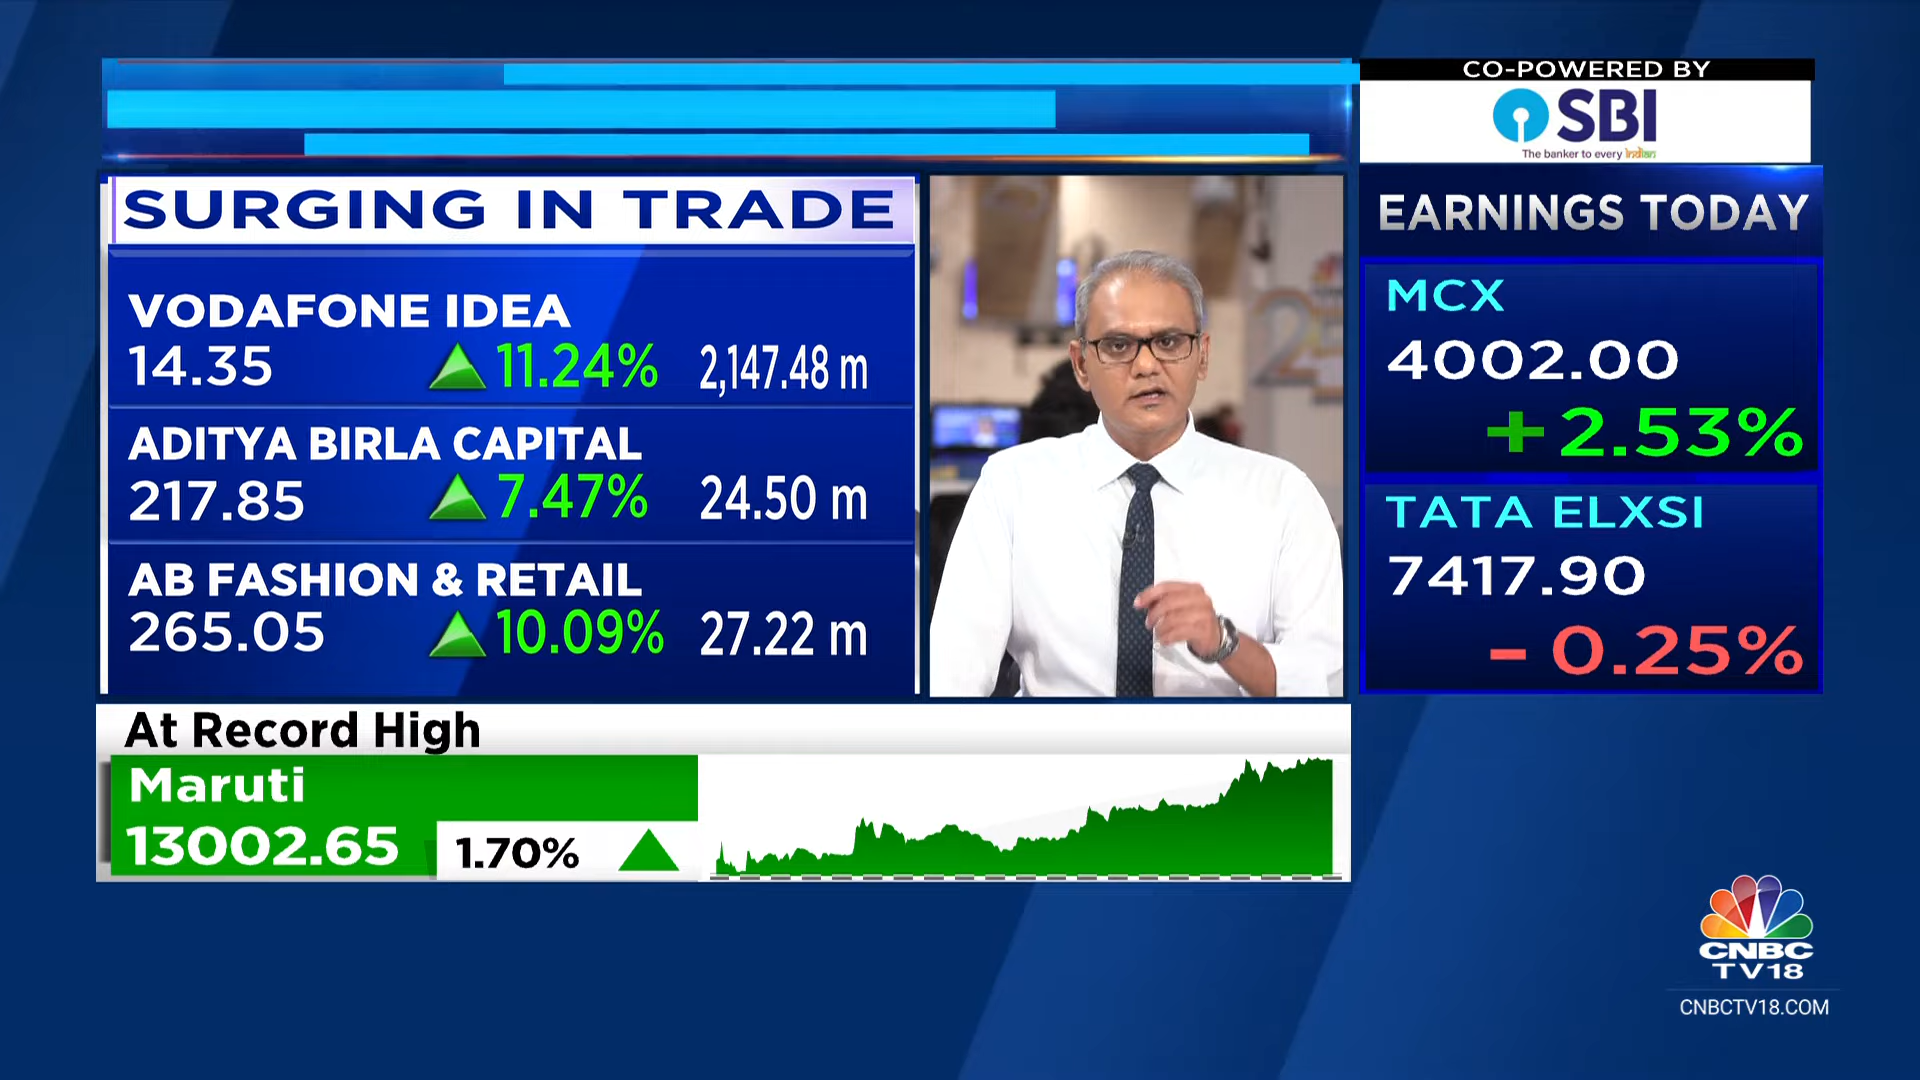 CO-POWERED BY
SBI
The banker to every indian
SURGING IN TRADE
VODAFONE IDEA
14.35 11.24% 2,147.48 m
ADITYA BIRLA CAPITAL
217.85 7.47% 24.50 m
AB FASHION & RETAIL
265.05 10.09% 27.22 m
EARNINGS TODAY
MCX
4002.00
+2.53%
TATA ELXSI
7417.90
- 0.25%
At Record High
Maruti
13002.65 1.70%
CNBC
TV18
CNBCTV18.COM